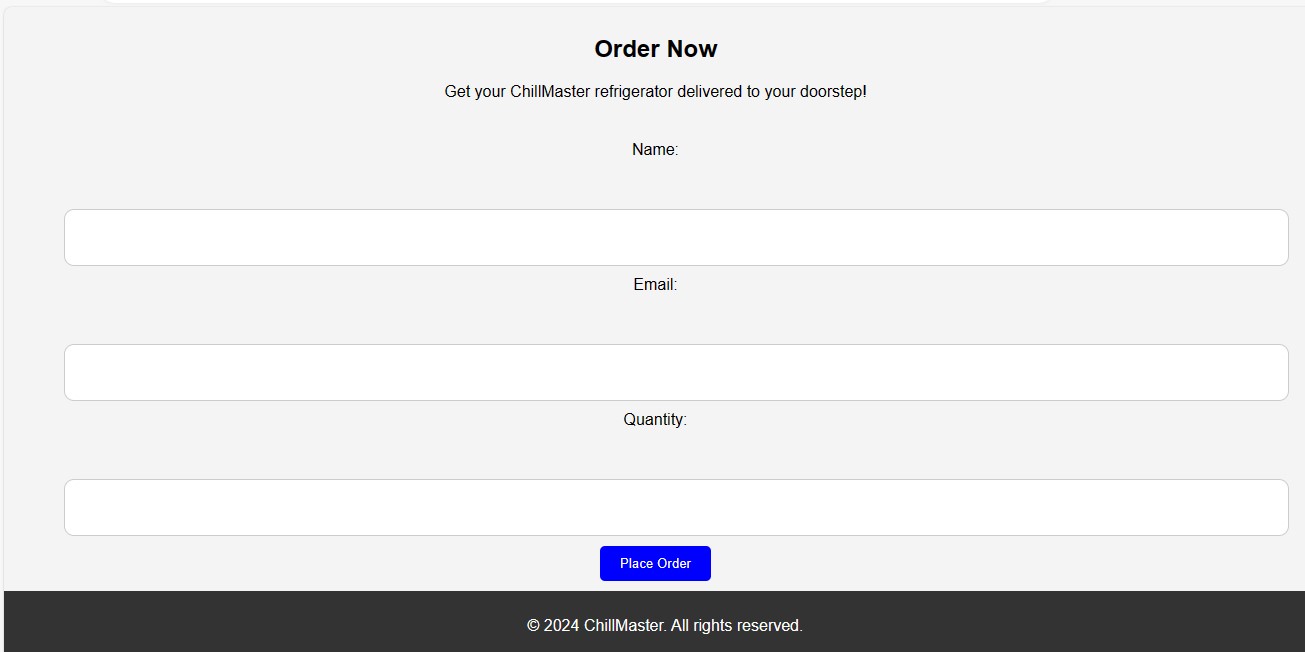 Order Now
Get your ChillMaster refrigerator delivered to your doorstep!
Name:
Email:
Quantity:
Place Order
© 2024 ChillMaster. All rights reserved.